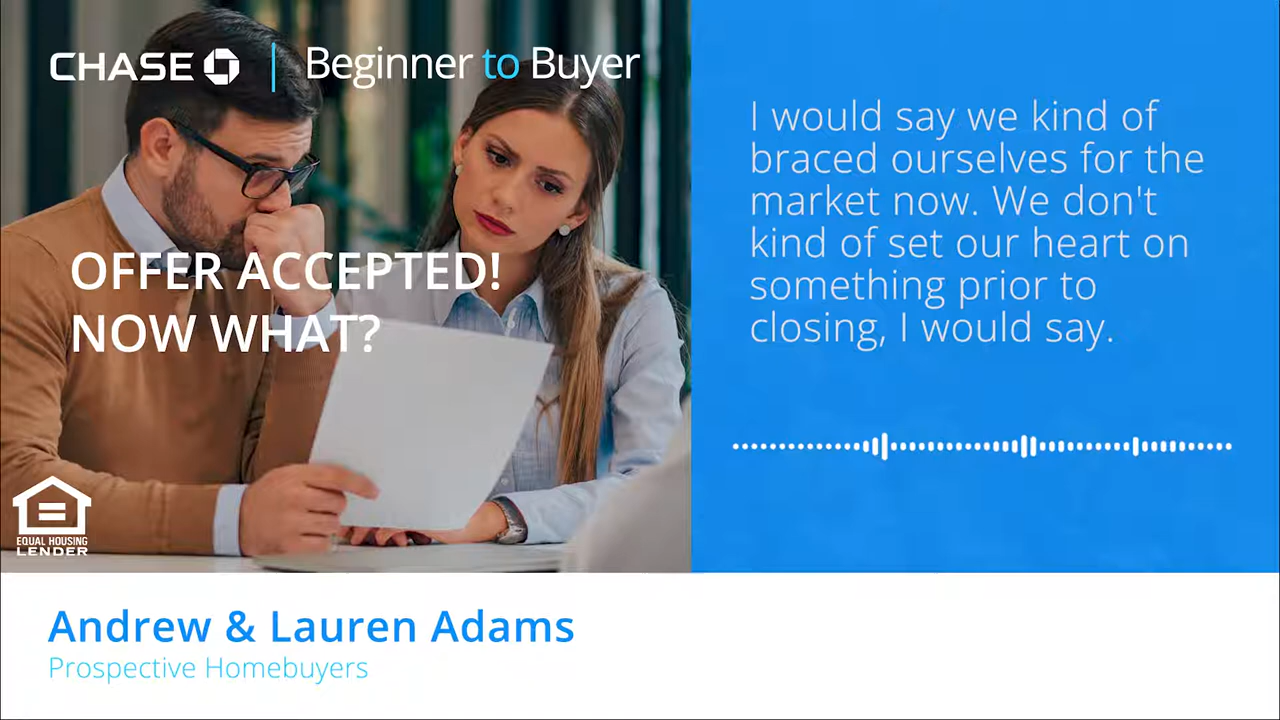 CHASE
Beginner to Buyer
OFFER ACCEPTED!
NOW WHAT?
EQUAL HOUSING
LENDER
I would say we kind of
braced ourselves for the
market now. We don't
kind of set our heart on
something prior to
closing, I would say.
Andrew & Lauren Adams
Prospective Homebuyers